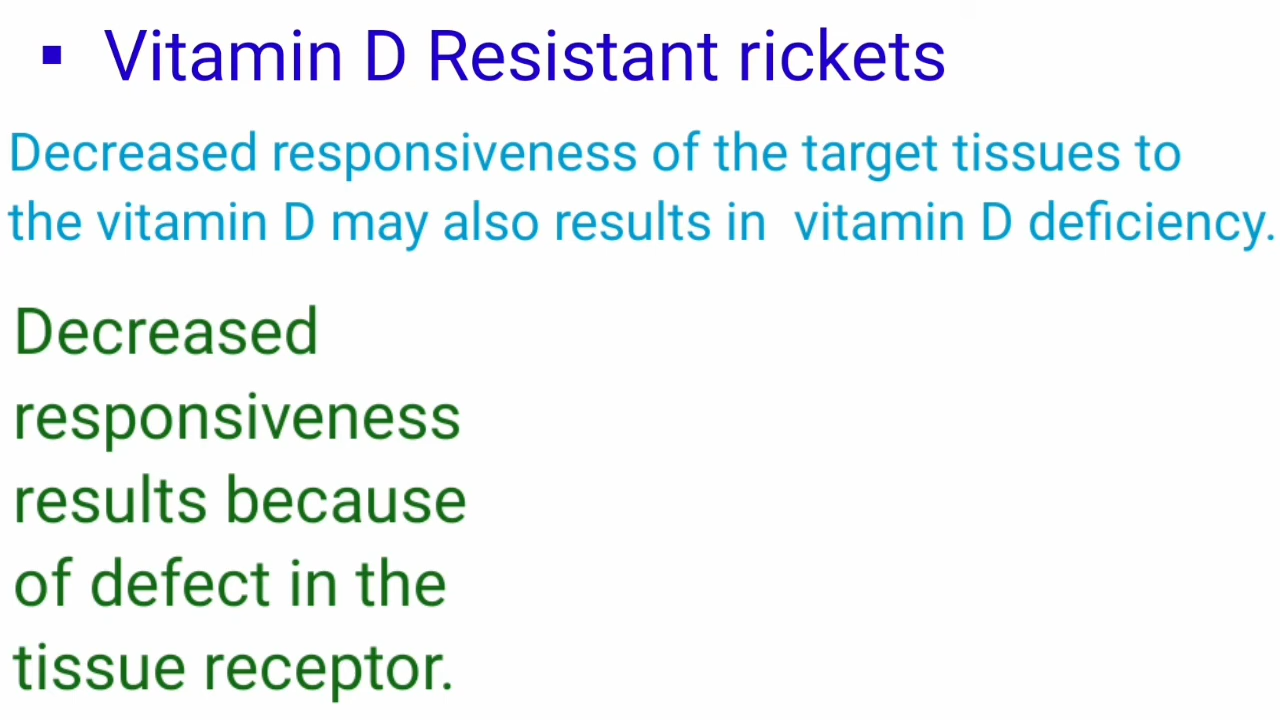 ▪ Vitamin D Resistant rickets
Decreased responsiveness of the target tissues to
the vitamin D may also results in vitamin D deficiency.
Decreased
responsiveness
results because
of defect in the
tissue receptor.